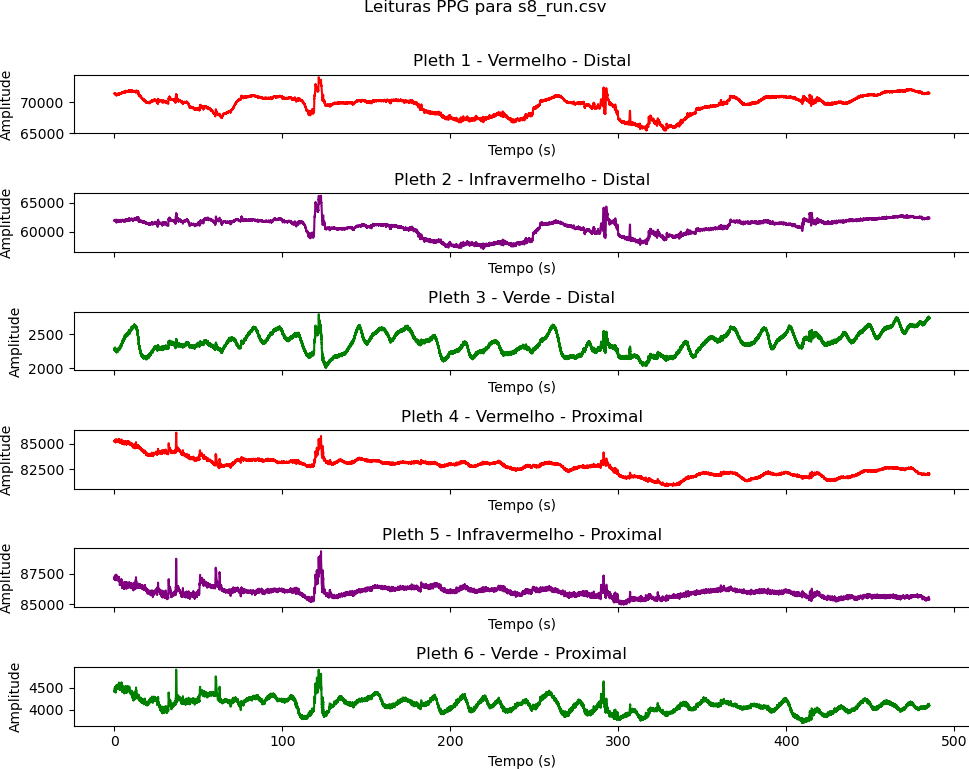 Leituras PPG para s8_run.csv
Pleth 1 - Vermelho - Distal
Amplitude
70000
65000
Tempo (s)
Pleth 2 - Infravermelho - Distal
Amplitude
65000
60000
Tempo (s)
Pleth 3 - Verde - Distal
Amplitude
2500
2000
Tempo (s)
Pleth 4 - Vermelho - Proximal
Amplitude
85000
82500
Tempo (s)
Pleth 5 - Infravermelho - Proximal
Amplitude
87500
85000
Tempo (s)
Pleth 6 - Verde - Proximal
Amplitude
4500
4000
0 100 200 300 400 500
Tempo (s)